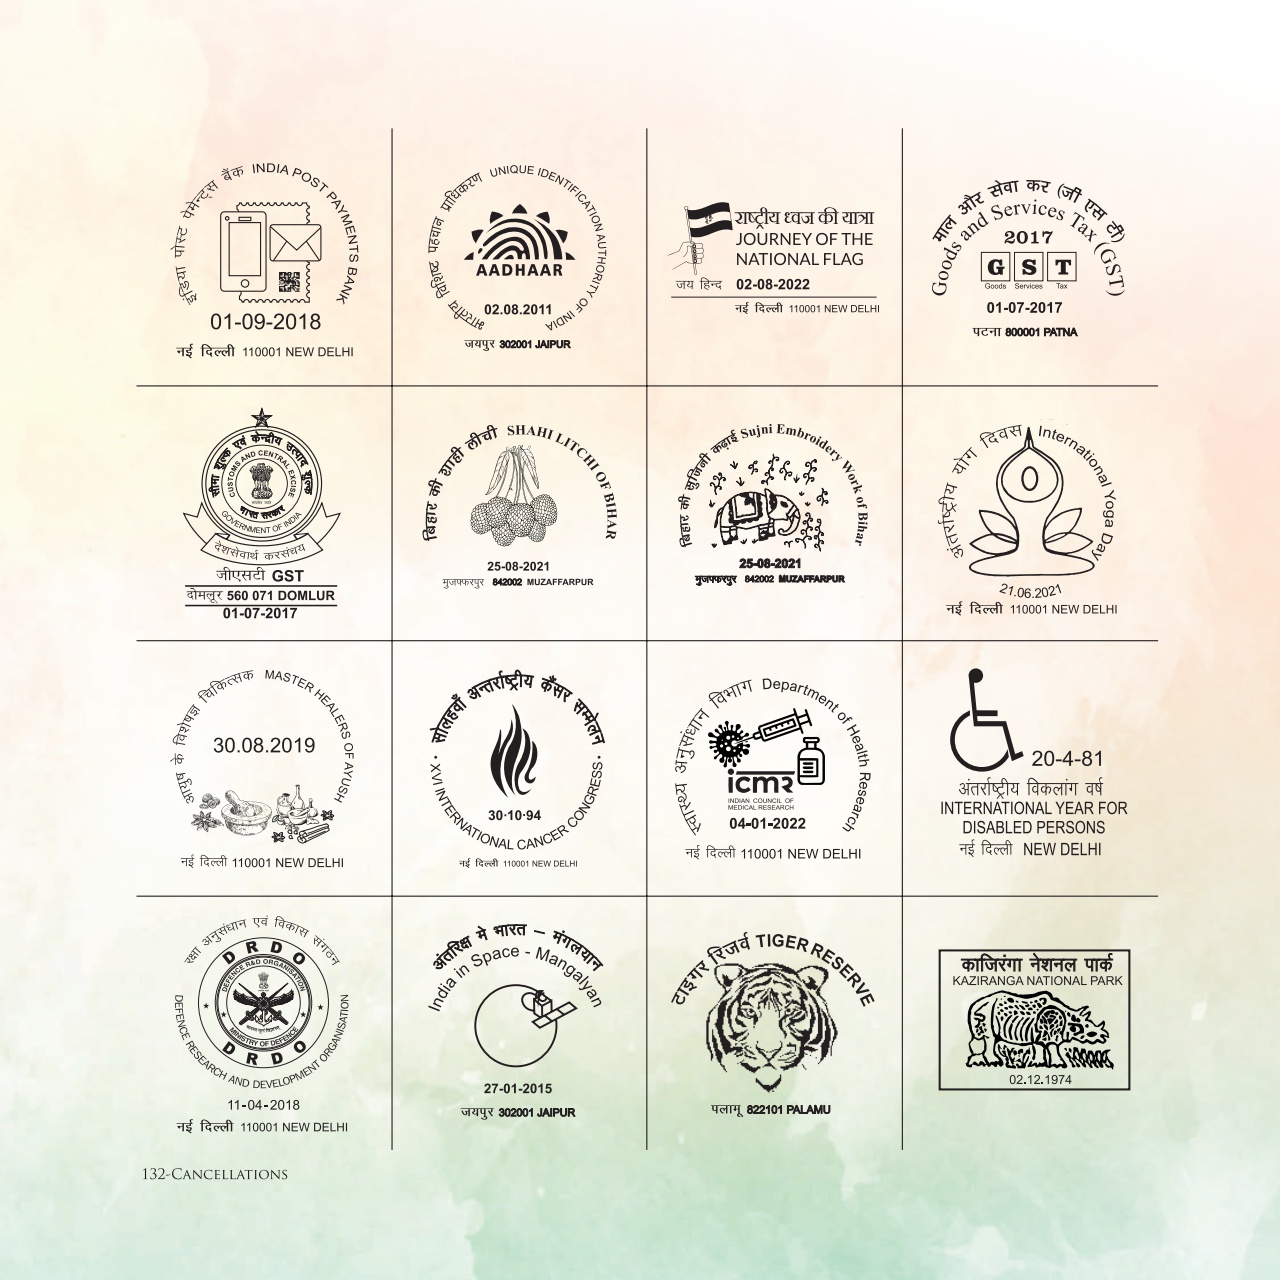 इंडिया पोस्ट पेमेन्ट्स बैंक INDIA POST PAYMENTS BANK
01-09-2018
नई दिल्ली 110001 NEW DELHI
भारतीय विशिष्ट पहचान प्राधिकरण UNIQUE IDENTIFICATION AUTHORITY OF INDIA
AADHAAR
02.08.2011
जयपुर 302001 JAIPUR
राष्ट्रीय ध्वज की यात्रा
JOURNEY OF THE
NATIONAL FLAG
जय हिन्द 02-08-2022
नई दिल्ली 110001 NEW DELHI
माल और सेवा कर (जी एस टी)
Goods and Services Tax (GST)
2017
G S T
Goods Services Tax
01-07-2017
पटना 800001 PATNA
सीमा शुल्क एवं केन्द्रीय उत्पाद शुल्क
CUSTOMS AND CENTRAL EXCISE
भारत सरकार
GOVERNMENT OF INDIA
देशसेवार्थ करसंचय
जीएसटी GST
दोमलूर 560 071 DOMLUR
01-07-2017
बिहार की शाही लीची SHAHI LITCHI OF BIHAR
25-08-2021
मुजफ्फरपुर 842002 MUZAFFARPUR
बिहार की सुजिनी कढ़ाई Sujni Embroidery Work of Bihar
25-08-2021
मुजफ्फरपुर 842002 MUZAFFARPUR
अंतर्राष्ट्रीय योग दिवस International Yoga Day
21.06.2021
नई दिल्ली 110001 NEW DELHI
आयुष के विशेषज्ञ चिकित्सक MASTER HEALERS OF AYUSH
30.08.2019
नई दिल्ली 110001 NEW DELHI
सोलहवाँ अन्तर्राष्ट्रीय कैंसर सम्मेलन
• XVI INTERNATIONAL CANCER CONGRESS •
30·10·94
नई दिल्ली 110001 NEW DELHI
स्वास्थ्य अनुसंधान विभाग Department of Health Research
icmr
INDIAN COUNCIL OF
MEDICAL RESEARCH
04-01-2022
नई दिल्ली 110001 NEW DELHI
20-4-81
अंतर्राष्ट्रीय विकलांग वर्ष
INTERNATIONAL YEAR FOR
DISABLED PERSONS
नई दिल्ली NEW DELHI
रक्षा अनुसंधान एवं विकास संगठन
DRDO
DEFENCE R&D ORGANISATION
MINISTRY OF DEFENCE
DRDO
DEFENCE RESEARCH AND DEVELOPMENT ORGANISATION
11-04-2018
नई दिल्ली 110001 NEW DELHI
अंतरिक्ष मे भारत – मंगलयान
India in Space - Mangalyan
27-01-2015
जयपुर 302001 JAIPUR
टाइगर रिजर्व TIGER RESERVE
पलामू 822101 PALAMU
काजिरंगा नेशनल पार्क
KAZIRANGA NATIONAL PARK
02.12.1974
132-CANCELLATIONS